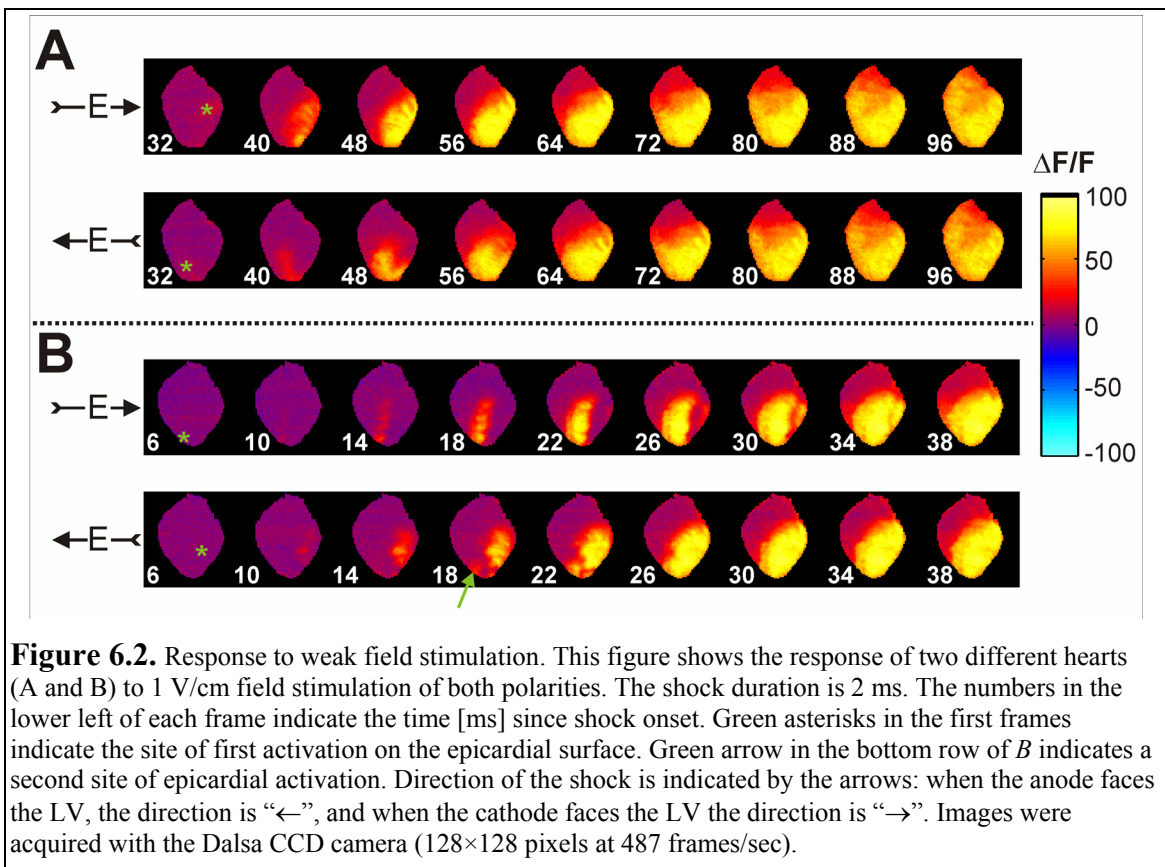 A
E
32 40 48 56 64 72 80 88 96
E
32 40 48 56 64 72 80 88 96
B
E
6 10 14 18 22 26 30 34 38
E
6 10 14 18 22 26 30 34 38
ΔF/F
100
50
0
-50
-100
Figure 6.2. Response to weak field stimulation. This figure shows the response of two different hearts
(A and B) to 1 V/cm field stimulation of both polarities. The shock duration is 2 ms. The numbers in the
lower left of each frame indicate the time [ms] since shock onset. Green asterisks in the first frames
indicate the site of first activation on the epicardial surface. Green arrow in the bottom row of B indicates a
second site of epicardial activation. Direction of the shock is indicated by the arrows: when the anode faces
the LV, the direction is “←”, and when the cathode faces the LV the direction is “→”. Images were
acquired with the Dalsa CCD camera (128×128 pixels at 487 frames/sec).